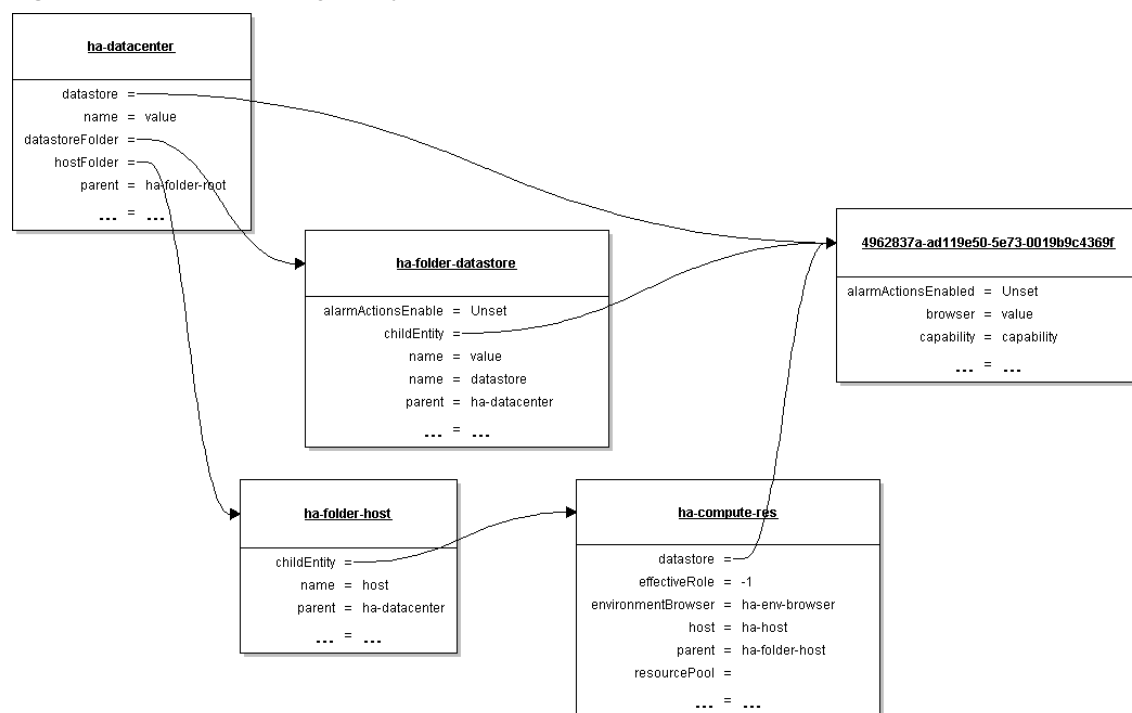 ha-datacenter
datastore =
name = value
datastoreFolder =
hostFolder =
parent = ha-folder-root
... = ...
ha-folder-datastore
alarmActionsEnable = Unset
childEntity =
name = value
name = datastore
parent = ha-datacenter
... = ...
4962837a-ad119e50-5e73-0019b9c4369f
alarmActionsEnabled = Unset
browser = value
capability = capability
... = ...
ha-folder-host
childEntity =
name = host
parent = ha-datacenter
... = ...
ha-compute-res
datastore =
effectiveRole = -1
environmentBrowser = ha-env-browser
host = ha-host
parent = ha-folder-host
resourcePool =
... = ...